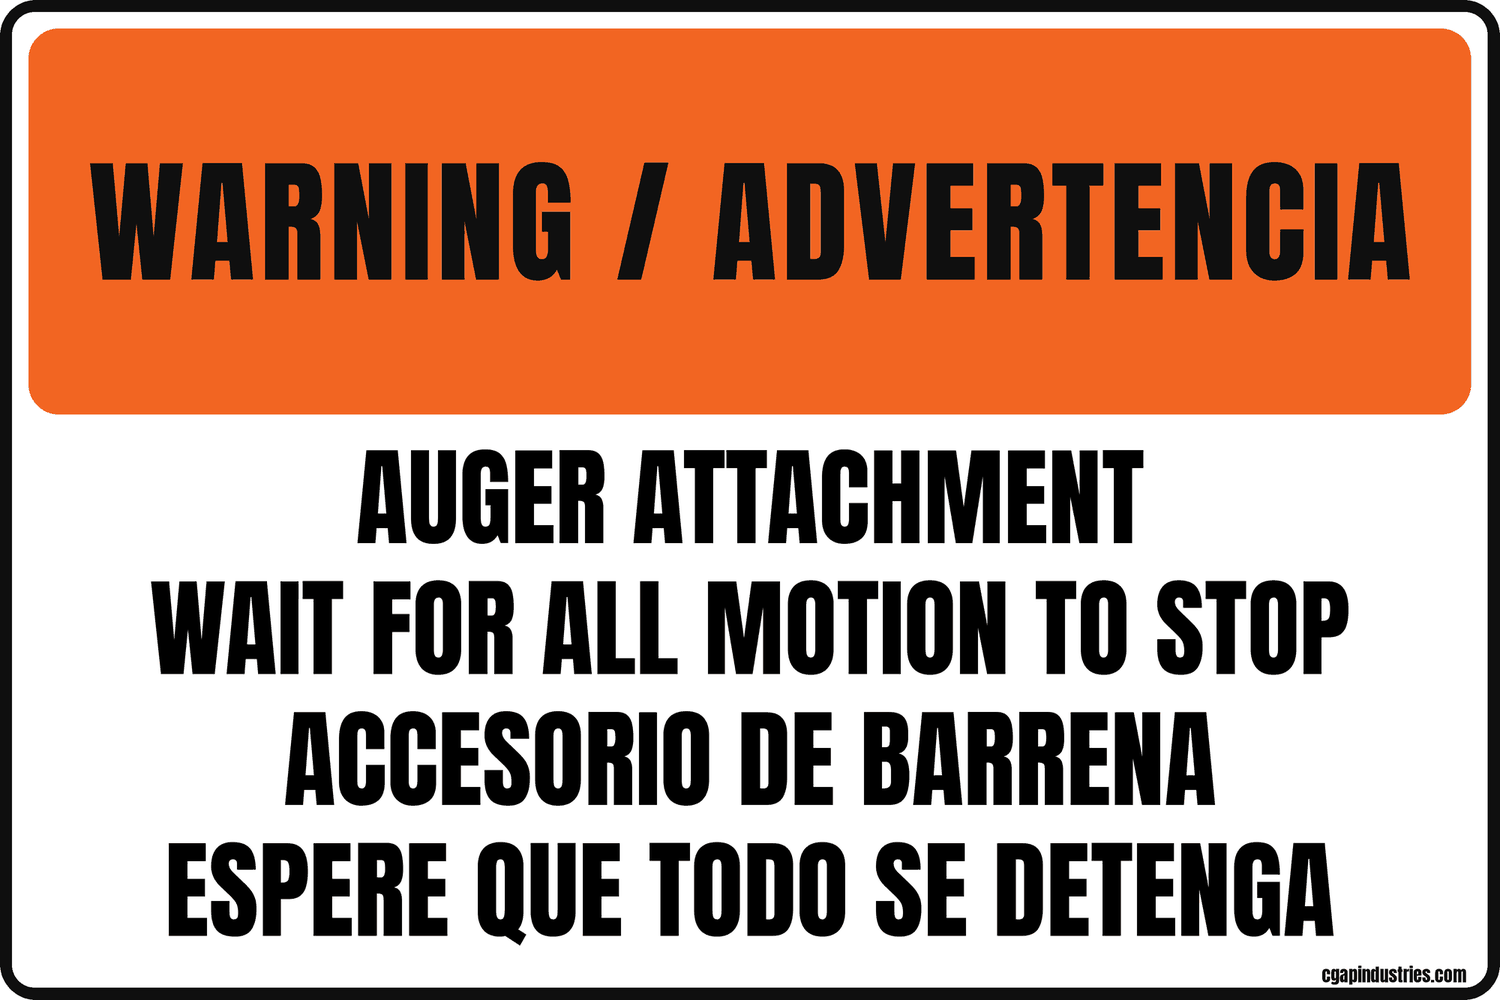 WARNING / ADVERTENCIA
AUGER ATTACHMENT
WAIT FOR ALL MOTION TO STOP
ACCESORIO DE BARRENA
ESPERE QUE TODO SE DETENGA
cgapindustries.com